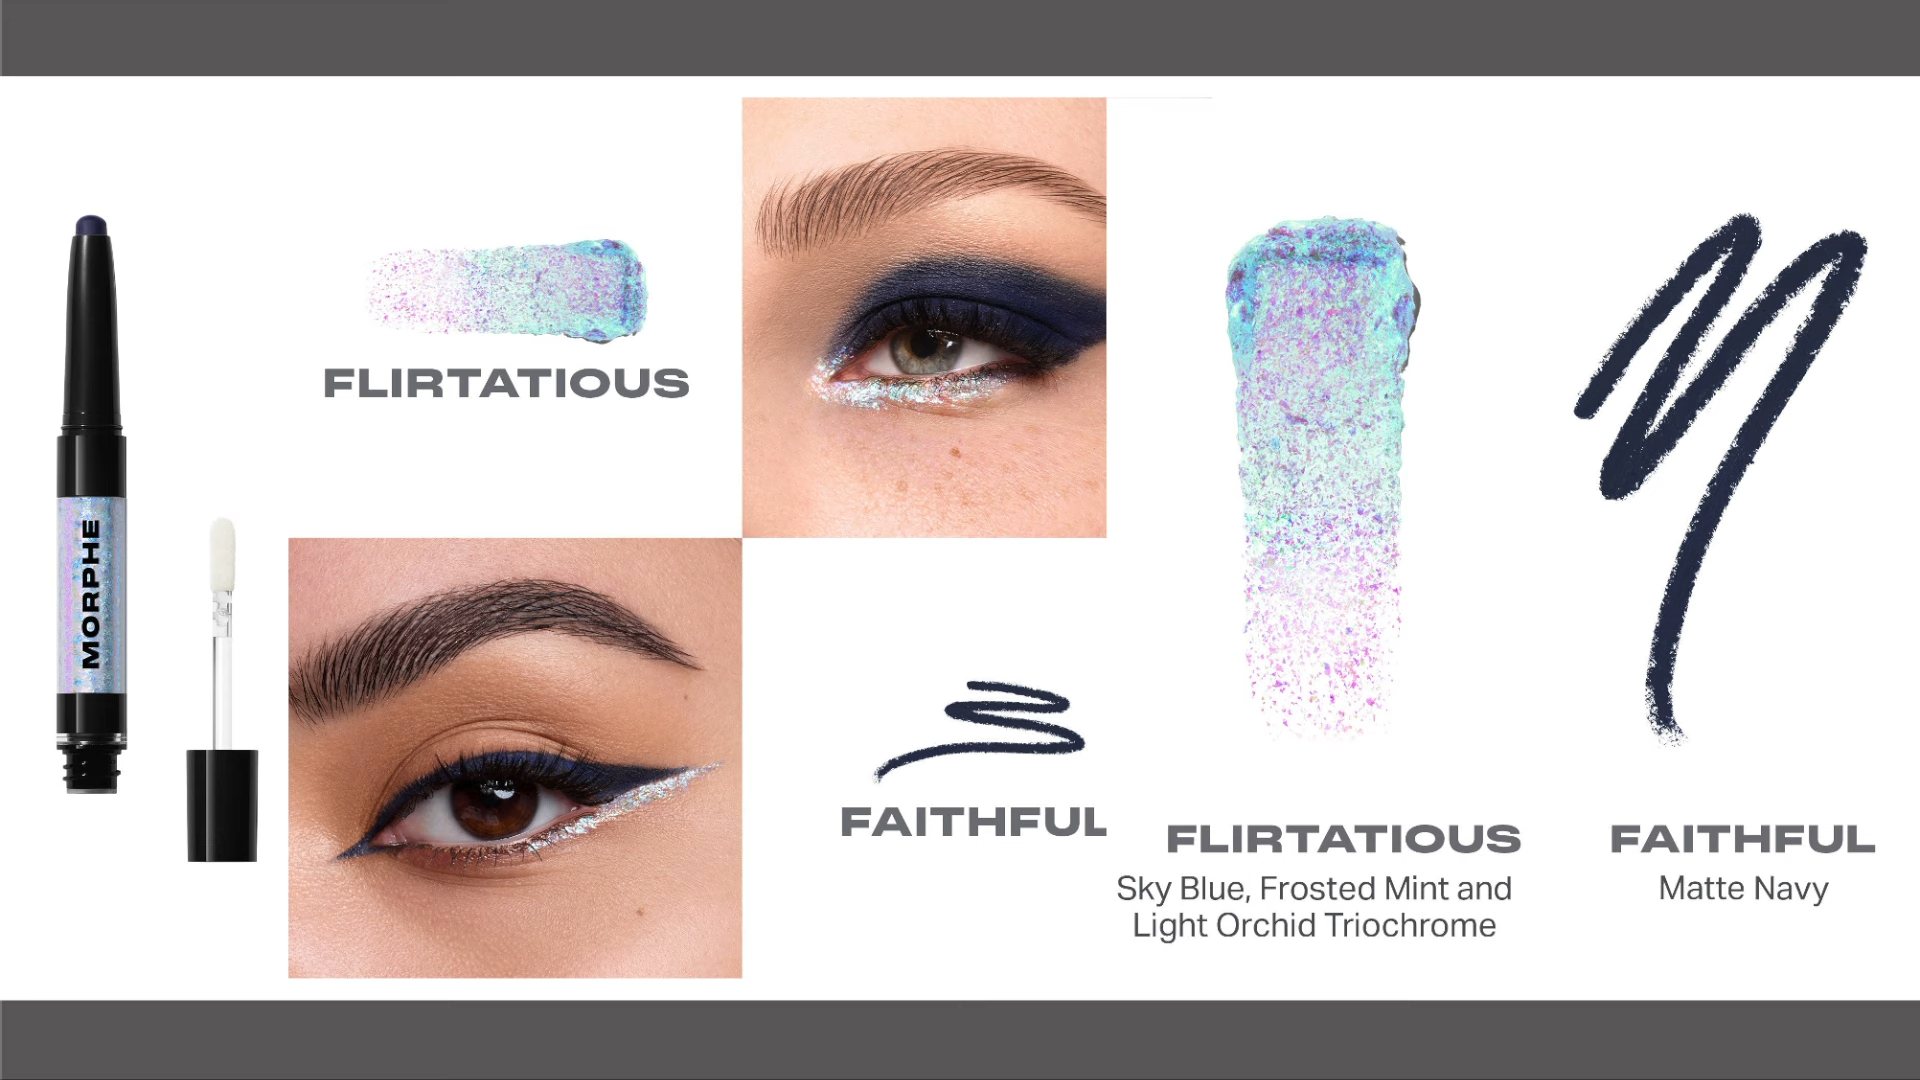 MORPHE
FLIRTATIOUS
FAITHFUL
FLIRTATIOUS
Sky Blue, Frosted Mint and
Light Orchid Triochrome
FAITHFUL
Matte Navy